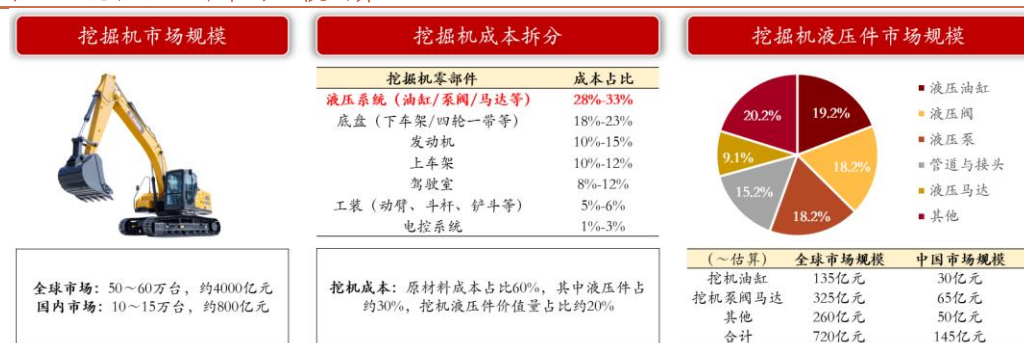 挖掘机市场规模
全球市场：50～60万台，约4000亿元
国内市场：10～15万台，约800亿元
挖掘机成本拆分
挖掘机零部件 成本占比
液压系统（油缸/泵阀/马达等） 28%-33%
底盘（下车架/四轮一带等） 18%-23%
发动机 10%-15%
上车架 10%-12%
驾驶室 8%-12%
工装（动臂、斗杆、铲斗等） 5%-6%
电控系统 1%-3%
挖机成本：原材料成本占比60%，其中液压件占
约30%，挖机液压件价值量占比约20%
挖掘机液压件市场规模
19.2%
18.2%
18.2%
15.2%
9.1%
20.2%
液压油缸
液压阀
液压泵
管道与接头
液压马达
其他
（～估算） 全球市场规模 中国市场规模
挖机油缸 135亿元 30亿元
挖机泵阀马达 325亿元 65亿元
其他 260亿元 50亿元
合计 720亿元 145亿元